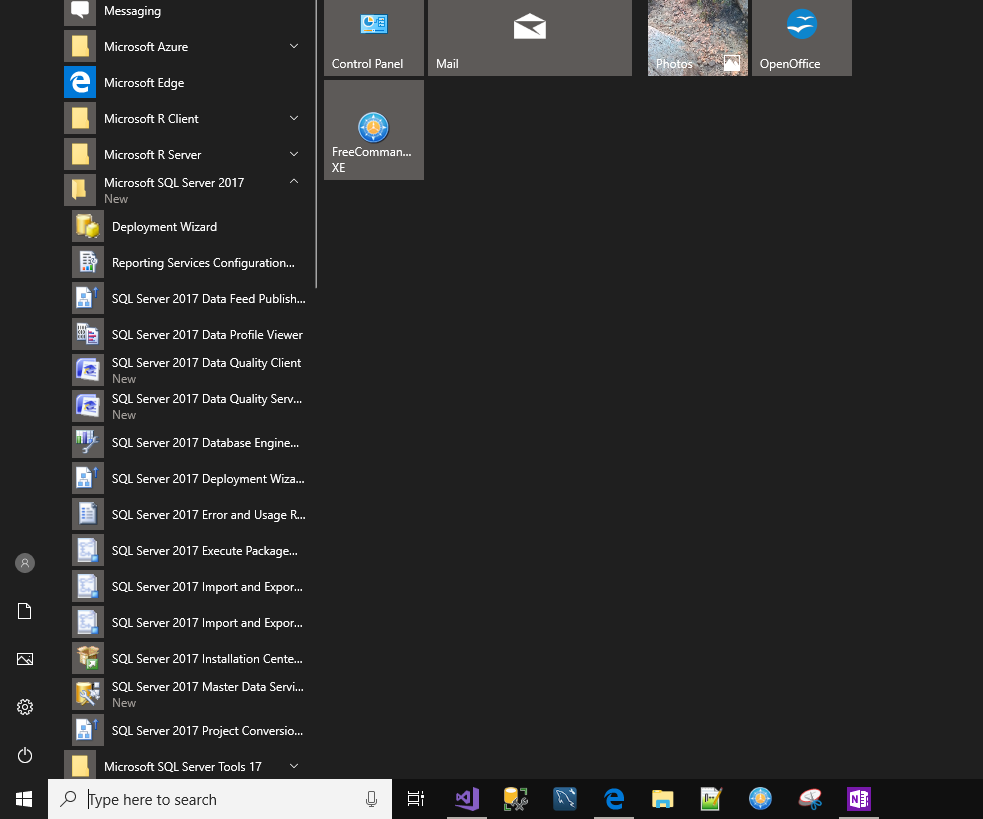 Messaging
Microsoft Azure
Microsoft Edge
Microsoft R Client
Microsoft R Server
Microsoft SQL Server 2017
New
Deployment Wizard
Reporting Services Configuration...
SQL Server 2017 Data Feed Publish...
SQL Server 2017 Data Profile Viewer
SQL Server 2017 Data Quality Client
New
SQL Server 2017 Data Quality Serv...
New
SQL Server 2017 Database Engine...
SQL Server 2017 Deployment Wiza...
SQL Server 2017 Error and Usage R...
SQL Server 2017 Execute Package...
SQL Server 2017 Import and Expor...
SQL Server 2017 Import and Expor...
SQL Server 2017 Installation Cente...
SQL Server 2017 Master Data Servi...
New
SQL Server 2017 Project Conversio...
Microsoft SQL Server Tools 17
Control Panel
Mail
Photos
OpenOffice
FreeComman...
XE
Type here to search
N